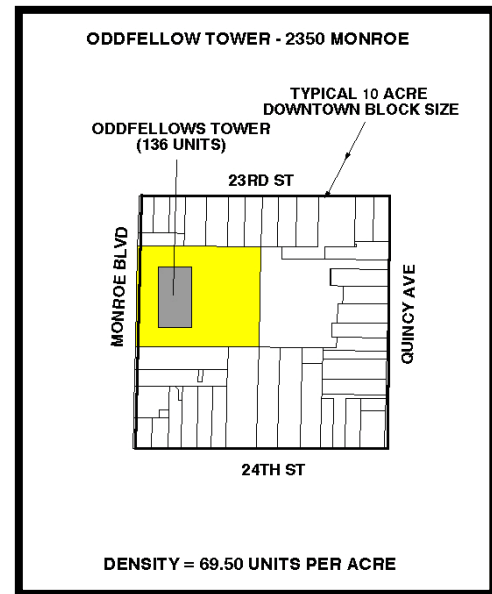 ODDFELLOW TOWER - 2350 MONROE
TYPICAL 10 ACRE
DOWNTOWN BLOCK SIZE
ODDFELLOWS TOWER
(136 UNITS)
23RD ST
MONROE BLVD
QUINCY AVE
24TH ST
DENSITY = 69.50 UNITS PER ACRE